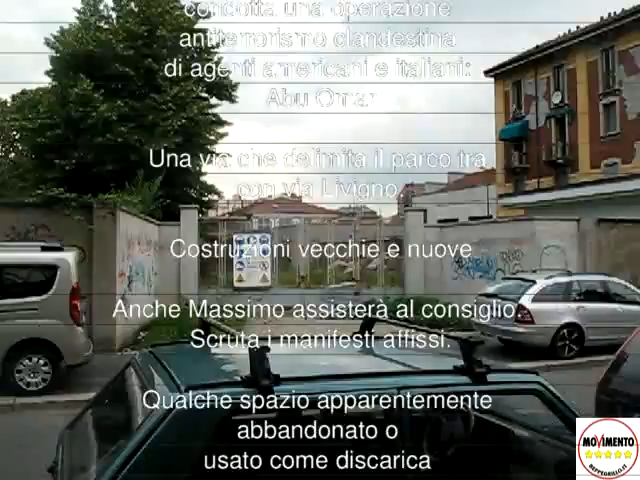 condotta una operazione
antiterrorismo clandestina
di agenti americani e italiani:
Abu Omar
Una via che delimita il parco tra
con via Livigno.
Costruzioni vecchie e nuove
Anche Massimo assisterà al consiglio.
Scruta i manifesti affissi.
Qualche spazio apparentemente
abbandonato o
usato come discarica
MOVIMENTO
BEPPEGRILLO.IT